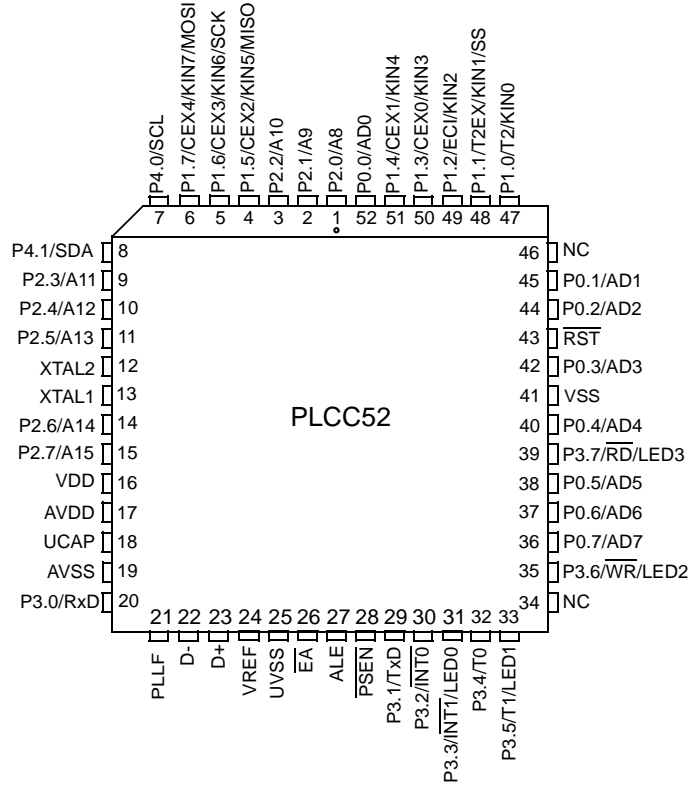 P4.0/SCL
P1.7/CEX4/KIN7/MOSI
P1.6/CEX3/KIN6/SCK
P1.5/CEX2/KIN5/MISO
P2.2/A10
P2.1/A9
P2.0/A8
P0.0/AD0
P1.4/CEX1/KIN4
P1.3/CEX0/KIN3
P1.2/ECI/KIN2
P1.1/T2EX/KIN1/SS
P1.0/T2/KIN0
7 6 5 4 3 2 1 52 51 50 49 48 47
P4.1/SDA 8
P2.3/A11 9
P2.4/A12 10
P2.5/A13 11
XTAL2 12
XTAL1 13
P2.6/A14 14
P2.7/A15 15
VDD 16
AVDD 17
UCAP 18
AVSS 19
P3.0/RxD 20
PLCC52
46 NC
45 P0.1/AD1
44 P0.2/AD2
43 RST
42 P0.3/AD3
41 VSS
40 P0.4/AD4
39 P3.7/RD/LED3
38 P0.5/AD5
37 P0.6/AD6
36 P0.7/AD7
35 P3.6/WR/LED2
34 NC
21 22 23 24 25 26 27 28 29 30 31 32 33
PLLF
D-
D+
VREF
UVSS
EA
ALE
PSEN
P3.1/TxD
P3.2/INT0
P3.3/INT1/LED0
P3.4/T0
P3.5/T1/LED1